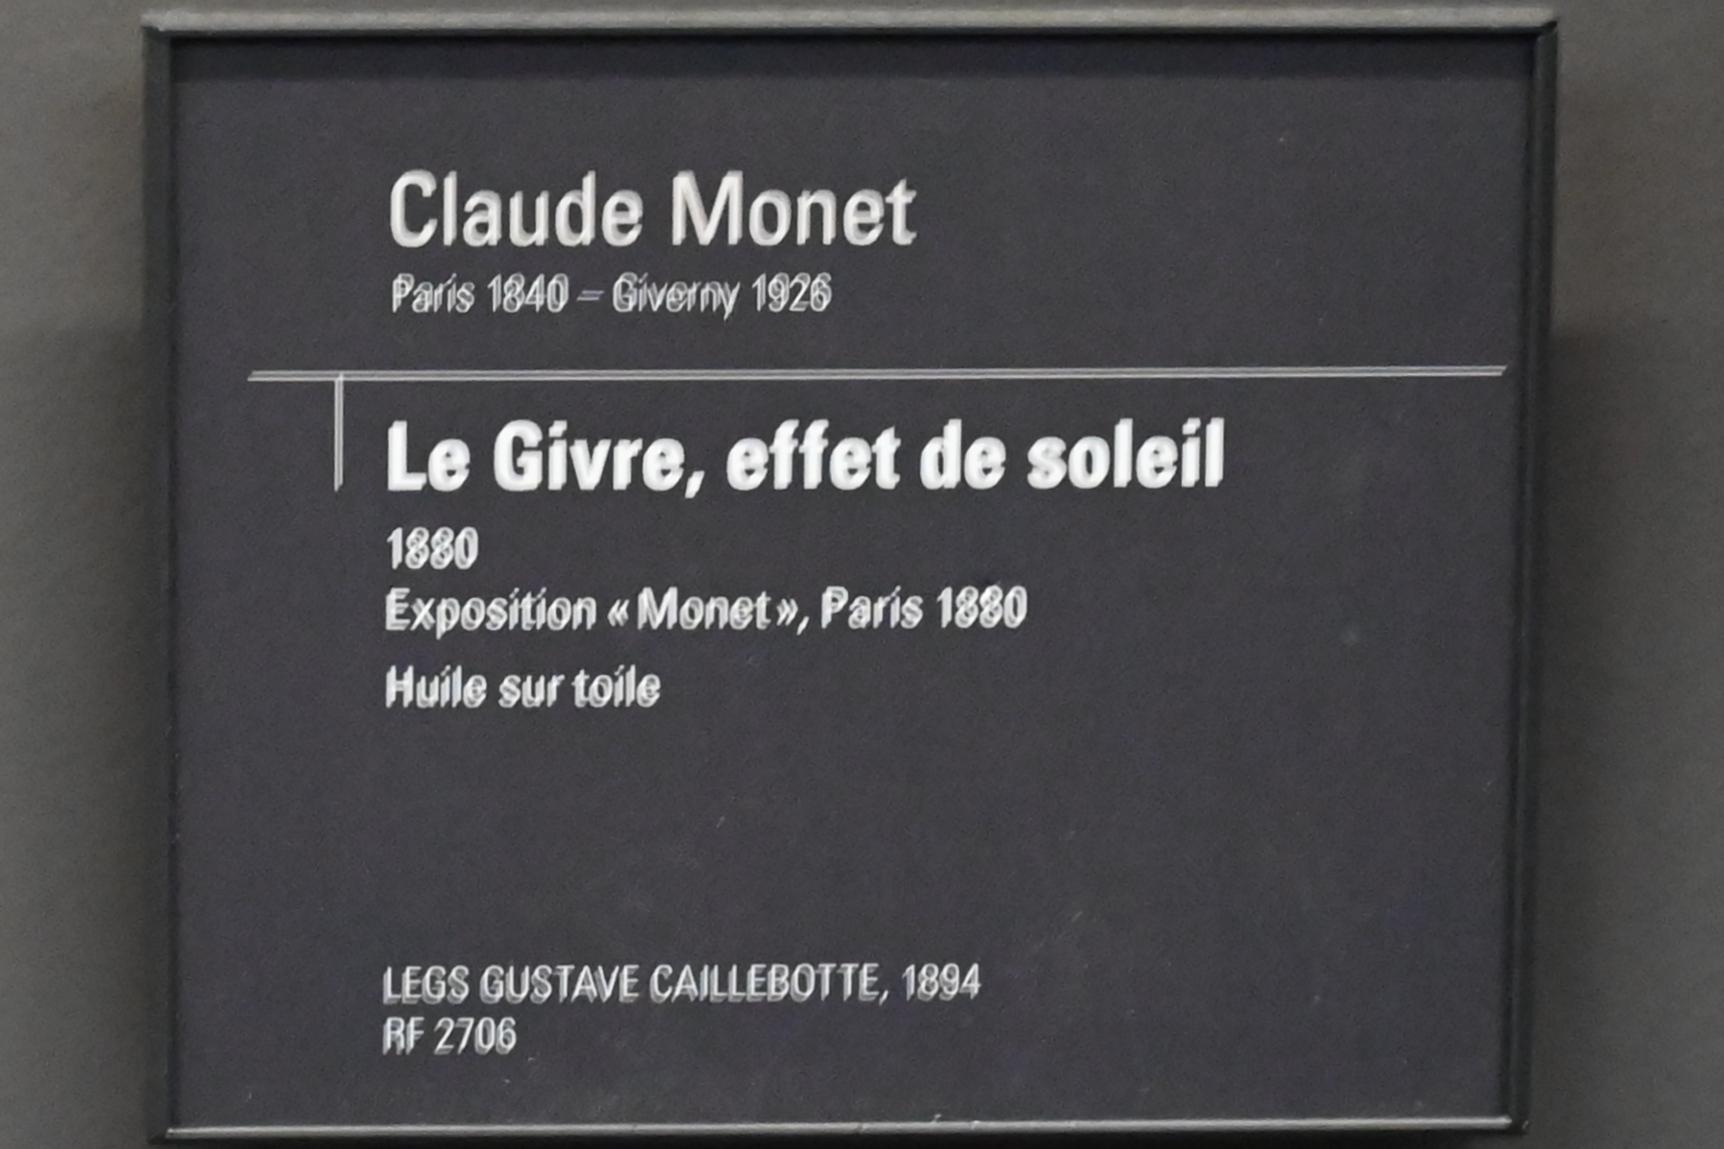 Claude Monet
Paris 1840 – Giverny 1926
Le Givre, effet de soleil
1880
Exposition « Monet », Paris 1880
Huile sur toile
LEGS GUSTAVE CAILLEBOTTE, 1894
RF 2706